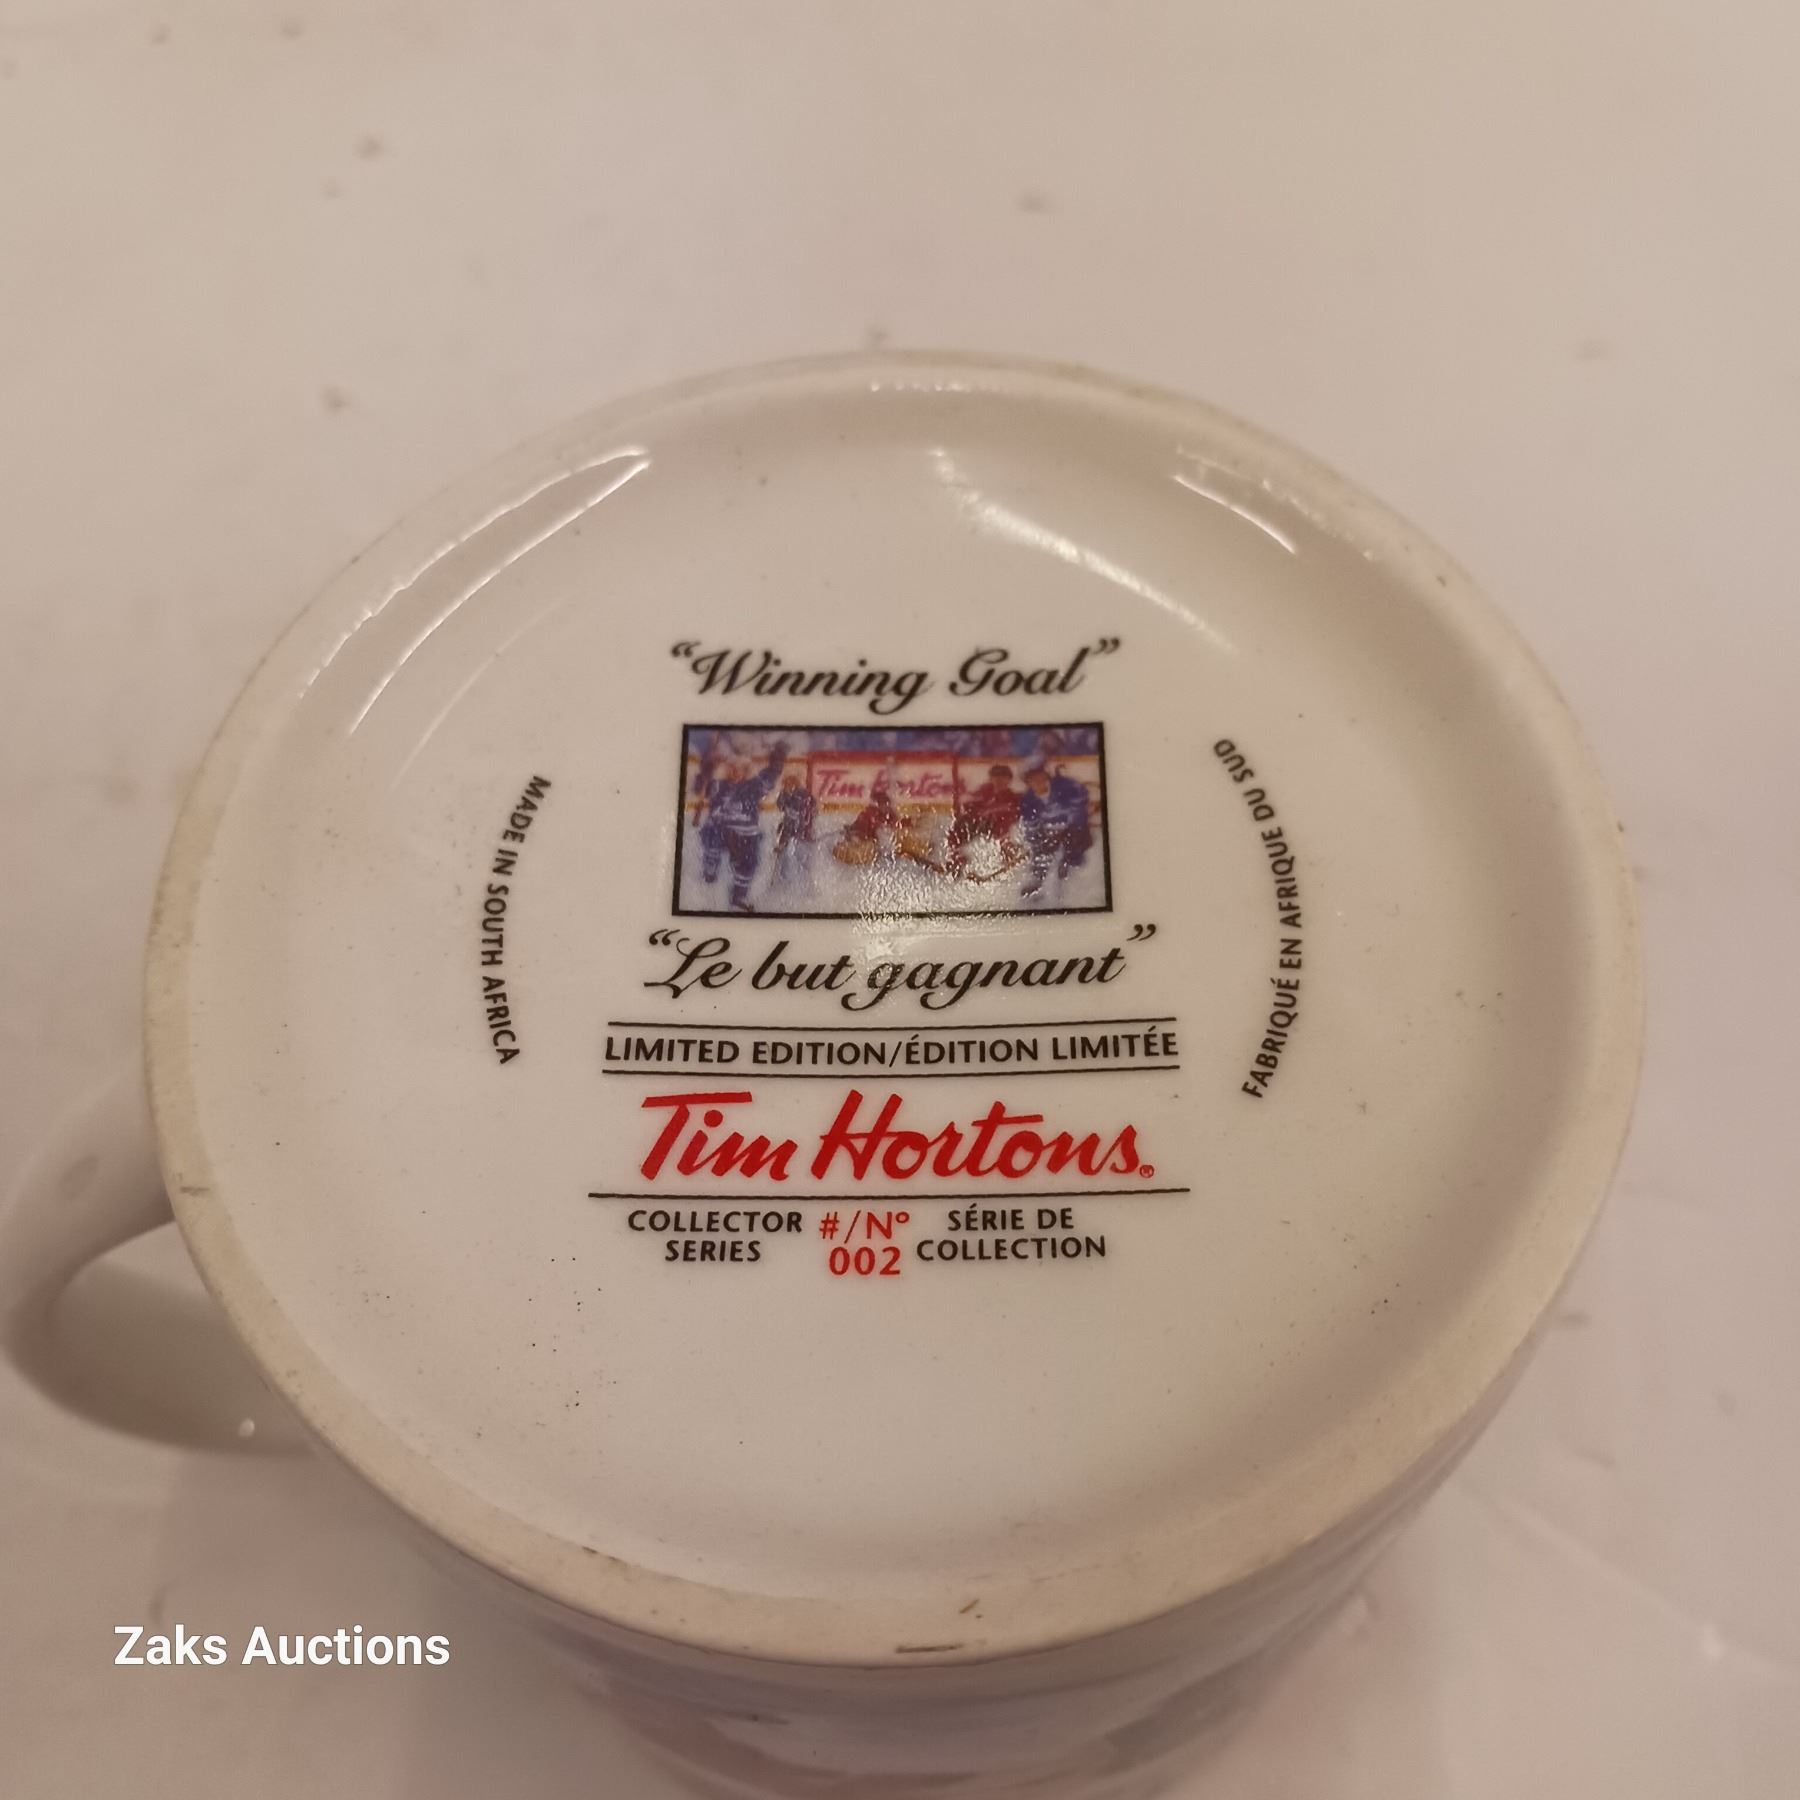 “Winning Goal”
Tim Hortons
“Le but gagnant”
LIMITED EDITION/ÉDITION LIMITÉE
Tim Hortons®
COLLECTOR SERIES
#/Nº
002
SÉRIE DE
COLLECTION
MADE IN SOUTH AFRICA
FABRIQUÉ EN AFRIQUE DU SUD
Zaks Auctions